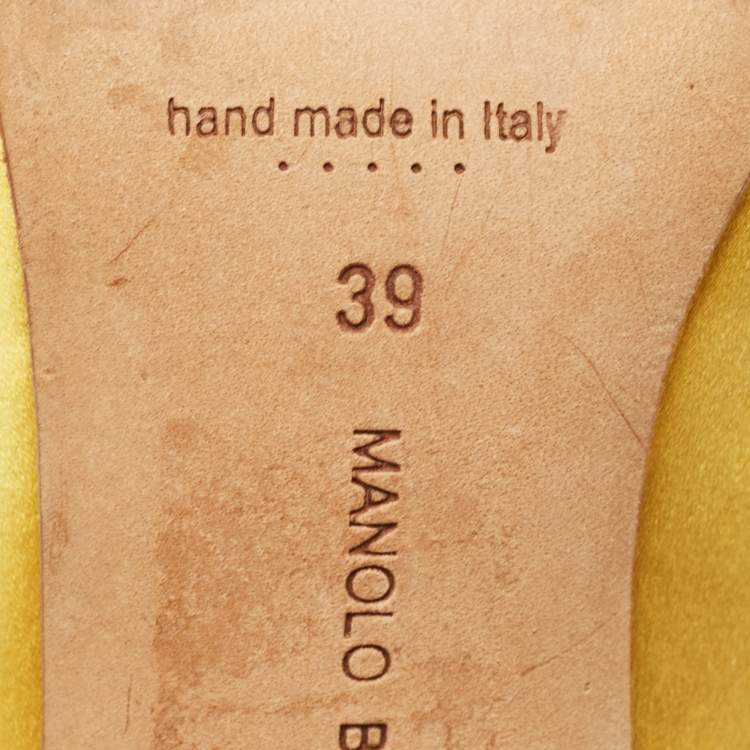 hand made in Italy
.....
39
MANOLO B